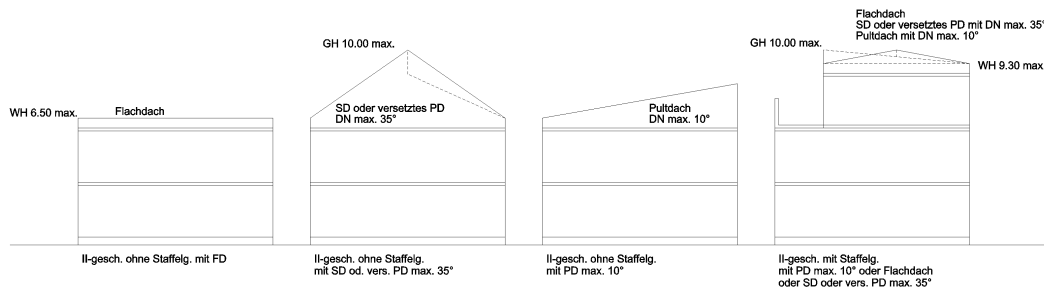 Flachdach
SD oder versetztes PD mit DN max. 35°
Pultdach mit DN max. 10°
GH 10.00 max.
GH 10.00 max.
WH 9.30 max
WH 6.50 max.
Flachdach
SD oder versetztes PD
DN max. 35°
Pultdach
DN max. 10°
II-gesch. ohne Staffelg. mit FD
II-gesch. ohne Staffelg.
mit SD od. vers. PD max. 35°
II-gesch. ohne Staffelg.
mit PD max. 10°
II-gesch. mit Staffelg.
mit PD max. 10° oder Flachdach
oder SD oder vers. PD max. 35°